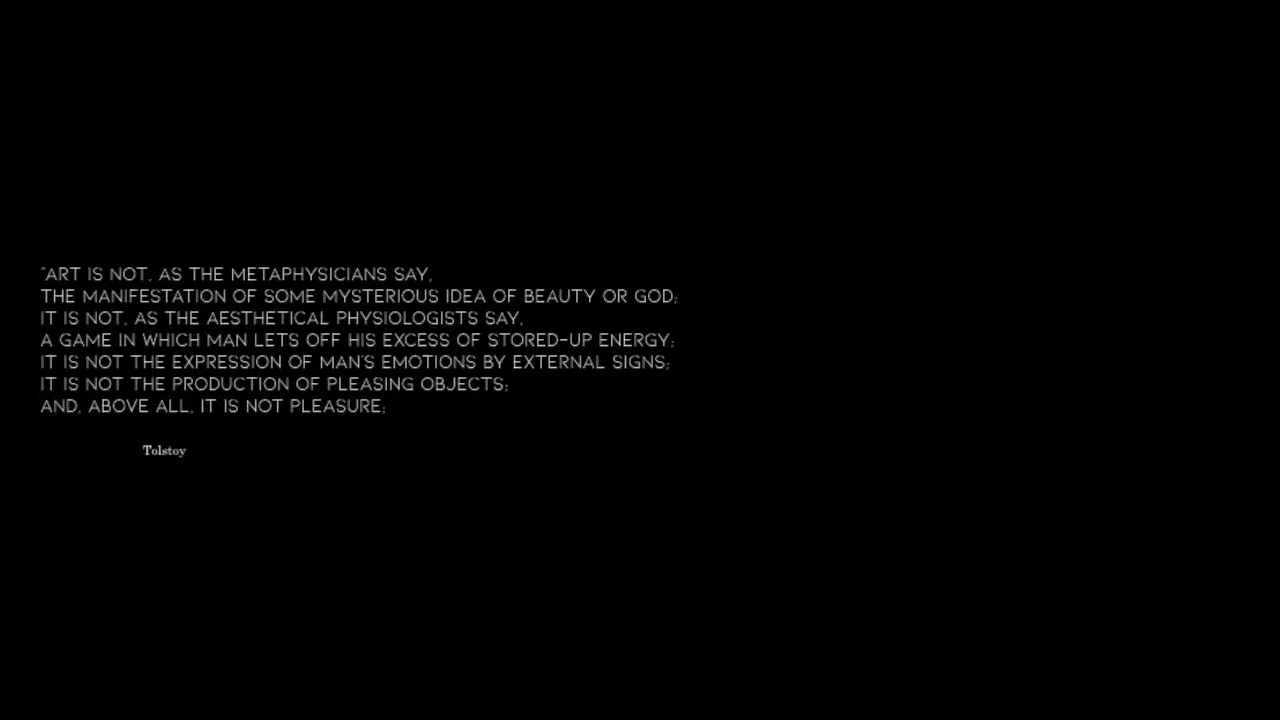 "ART IS NOT, AS THE METAPHYSICIANS SAY,
THE MANIFESTATION OF SOME MYSTERIOUS IDEA OF BEAUTY OR GOD;
IT IS NOT, AS THE AESTHETICAL PHYSIOLOGISTS SAY,
A GAME IN WHICH MAN LETS OFF HIS EXCESS OF STORED-UP ENERGY;
IT IS NOT THE EXPRESSION OF MAN'S EMOTIONS BY EXTERNAL SIGNS;
IT IS NOT THE PRODUCTION OF PLEASING OBJECTS;
AND, ABOVE ALL, IT IS NOT PLEASURE;
Tolstoy